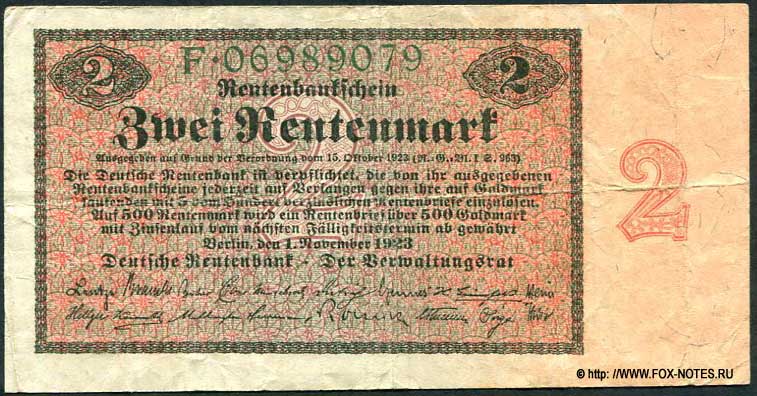 2 F·06989079 2
Rentenbankschein
Zwei Rentenmark
Ausgegeben auf Grund der Verordnung vom 15. Oktober 1923 (R.-G.-Bl. I S. 963)
Die Deutsche Rentenbank ist verpflichtet, die von ihr ausgegebenen
Rentenbankscheine jederzeit auf Verlangen gegen ihre auf Goldmark
lautenden mit 5 vom Hundert verzinslichen Rentenbriefe einzulösen.
Auf 500 Rentenmark wird ein Rentenbrief über 500 Goldmark
mit Zinsenlauf vom nächsten Fälligkeitstermin ab gewährt
Berlin, den 1. November 1923
Deutsche Rentenbank - Der Verwaltungsrat
2
© http://WWW.FOX-NOTES.RU